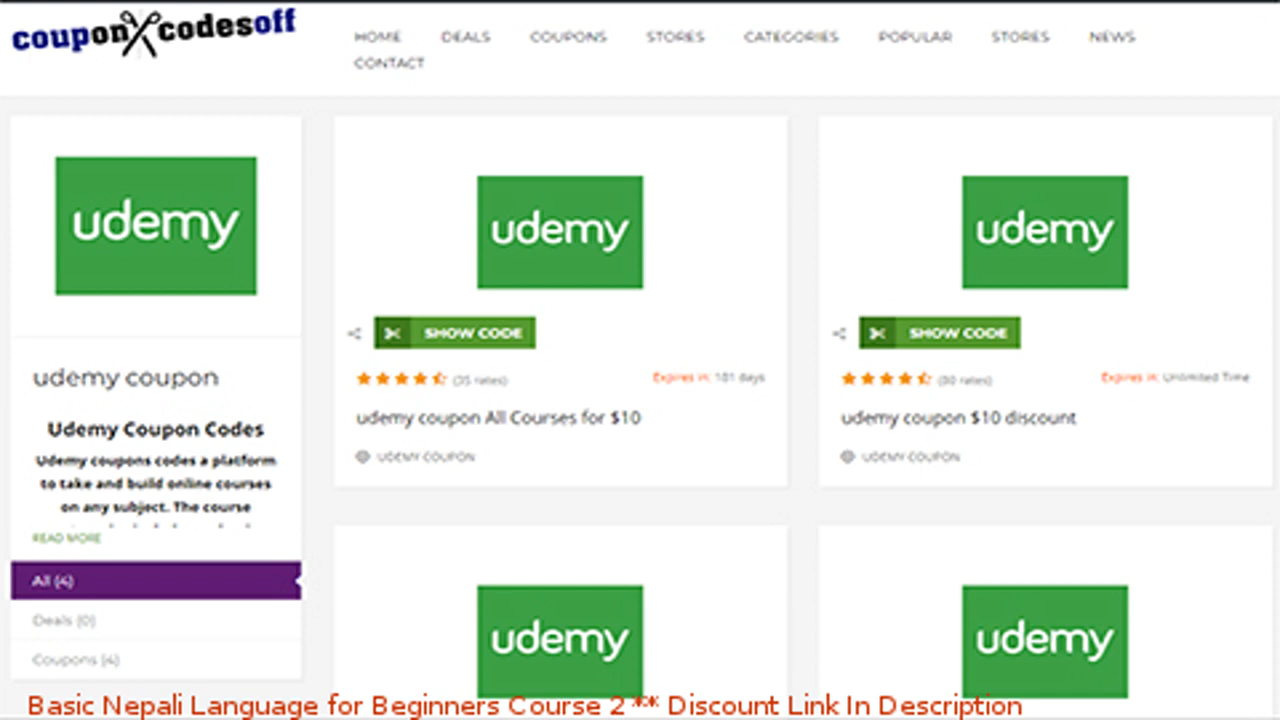 couponXcodesoff
HOME DEALS COUPONS STORES CATEGORIES POPULAR STORES NEWS
CONTACT
udemy
udemy coupon
Udemy Coupon Codes
Udemy coupons codes a platform
to take and build online courses
on any subject. The course
READ MORE
All (4)
Deals (0)
Coupons (4)
udemy
SHOW CODE
(35 rates)
Expires in: 181 days
udemy coupon All Courses for $10
UDEMY COUPON
udemy
SHOW CODE
(80 rates)
Expires in: Unlimited Time
udemy coupon $10 discount
UDEMY COUPON
udemy
udemy
Basic Nepali Language for Beginners Course 2 ** Discount Link In Description